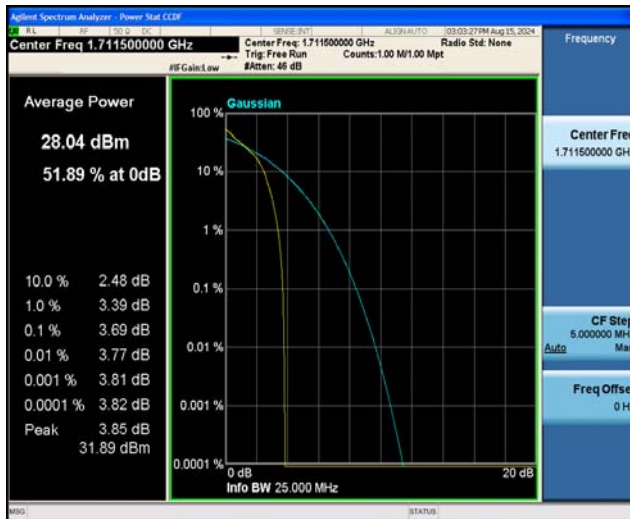 Agilent Spectrum Analyzer - Power Stat CCDF
RL RF 50 Ω DC SENSE:INT ALIGN AUTO 03:03:27 PM Aug 15, 2024
Center Freq 1.711500000 GHz
Center Freq: 1.711500000 GHz Radio Std: None
Trig: Free Run Counts:1.00 M/1.00 Mpt
#IFGain:Low #Atten: 46 dB
Frequency
Average Power
28.04 dBm
51.89 % at 0dB
10.0 % 2.48 dB
1.0 % 3.39 dB
0.1 % 3.69 dB
0.01 % 3.77 dB
0.001 % 3.81 dB
0.0001 % 3.82 dB
Peak 3.85 dB
31.89 dBm
Gaussian
100 %
10 %
1 %
0.1 %
0.01 %
0.001 %
0.0001 %
0 dB 20 dB
Info BW 25.000 MHz
Center Fre
1.711500000 GH
CF Step
5.000000 MH
Auto Ma
Freq Offse
0 H
MSG STATUS